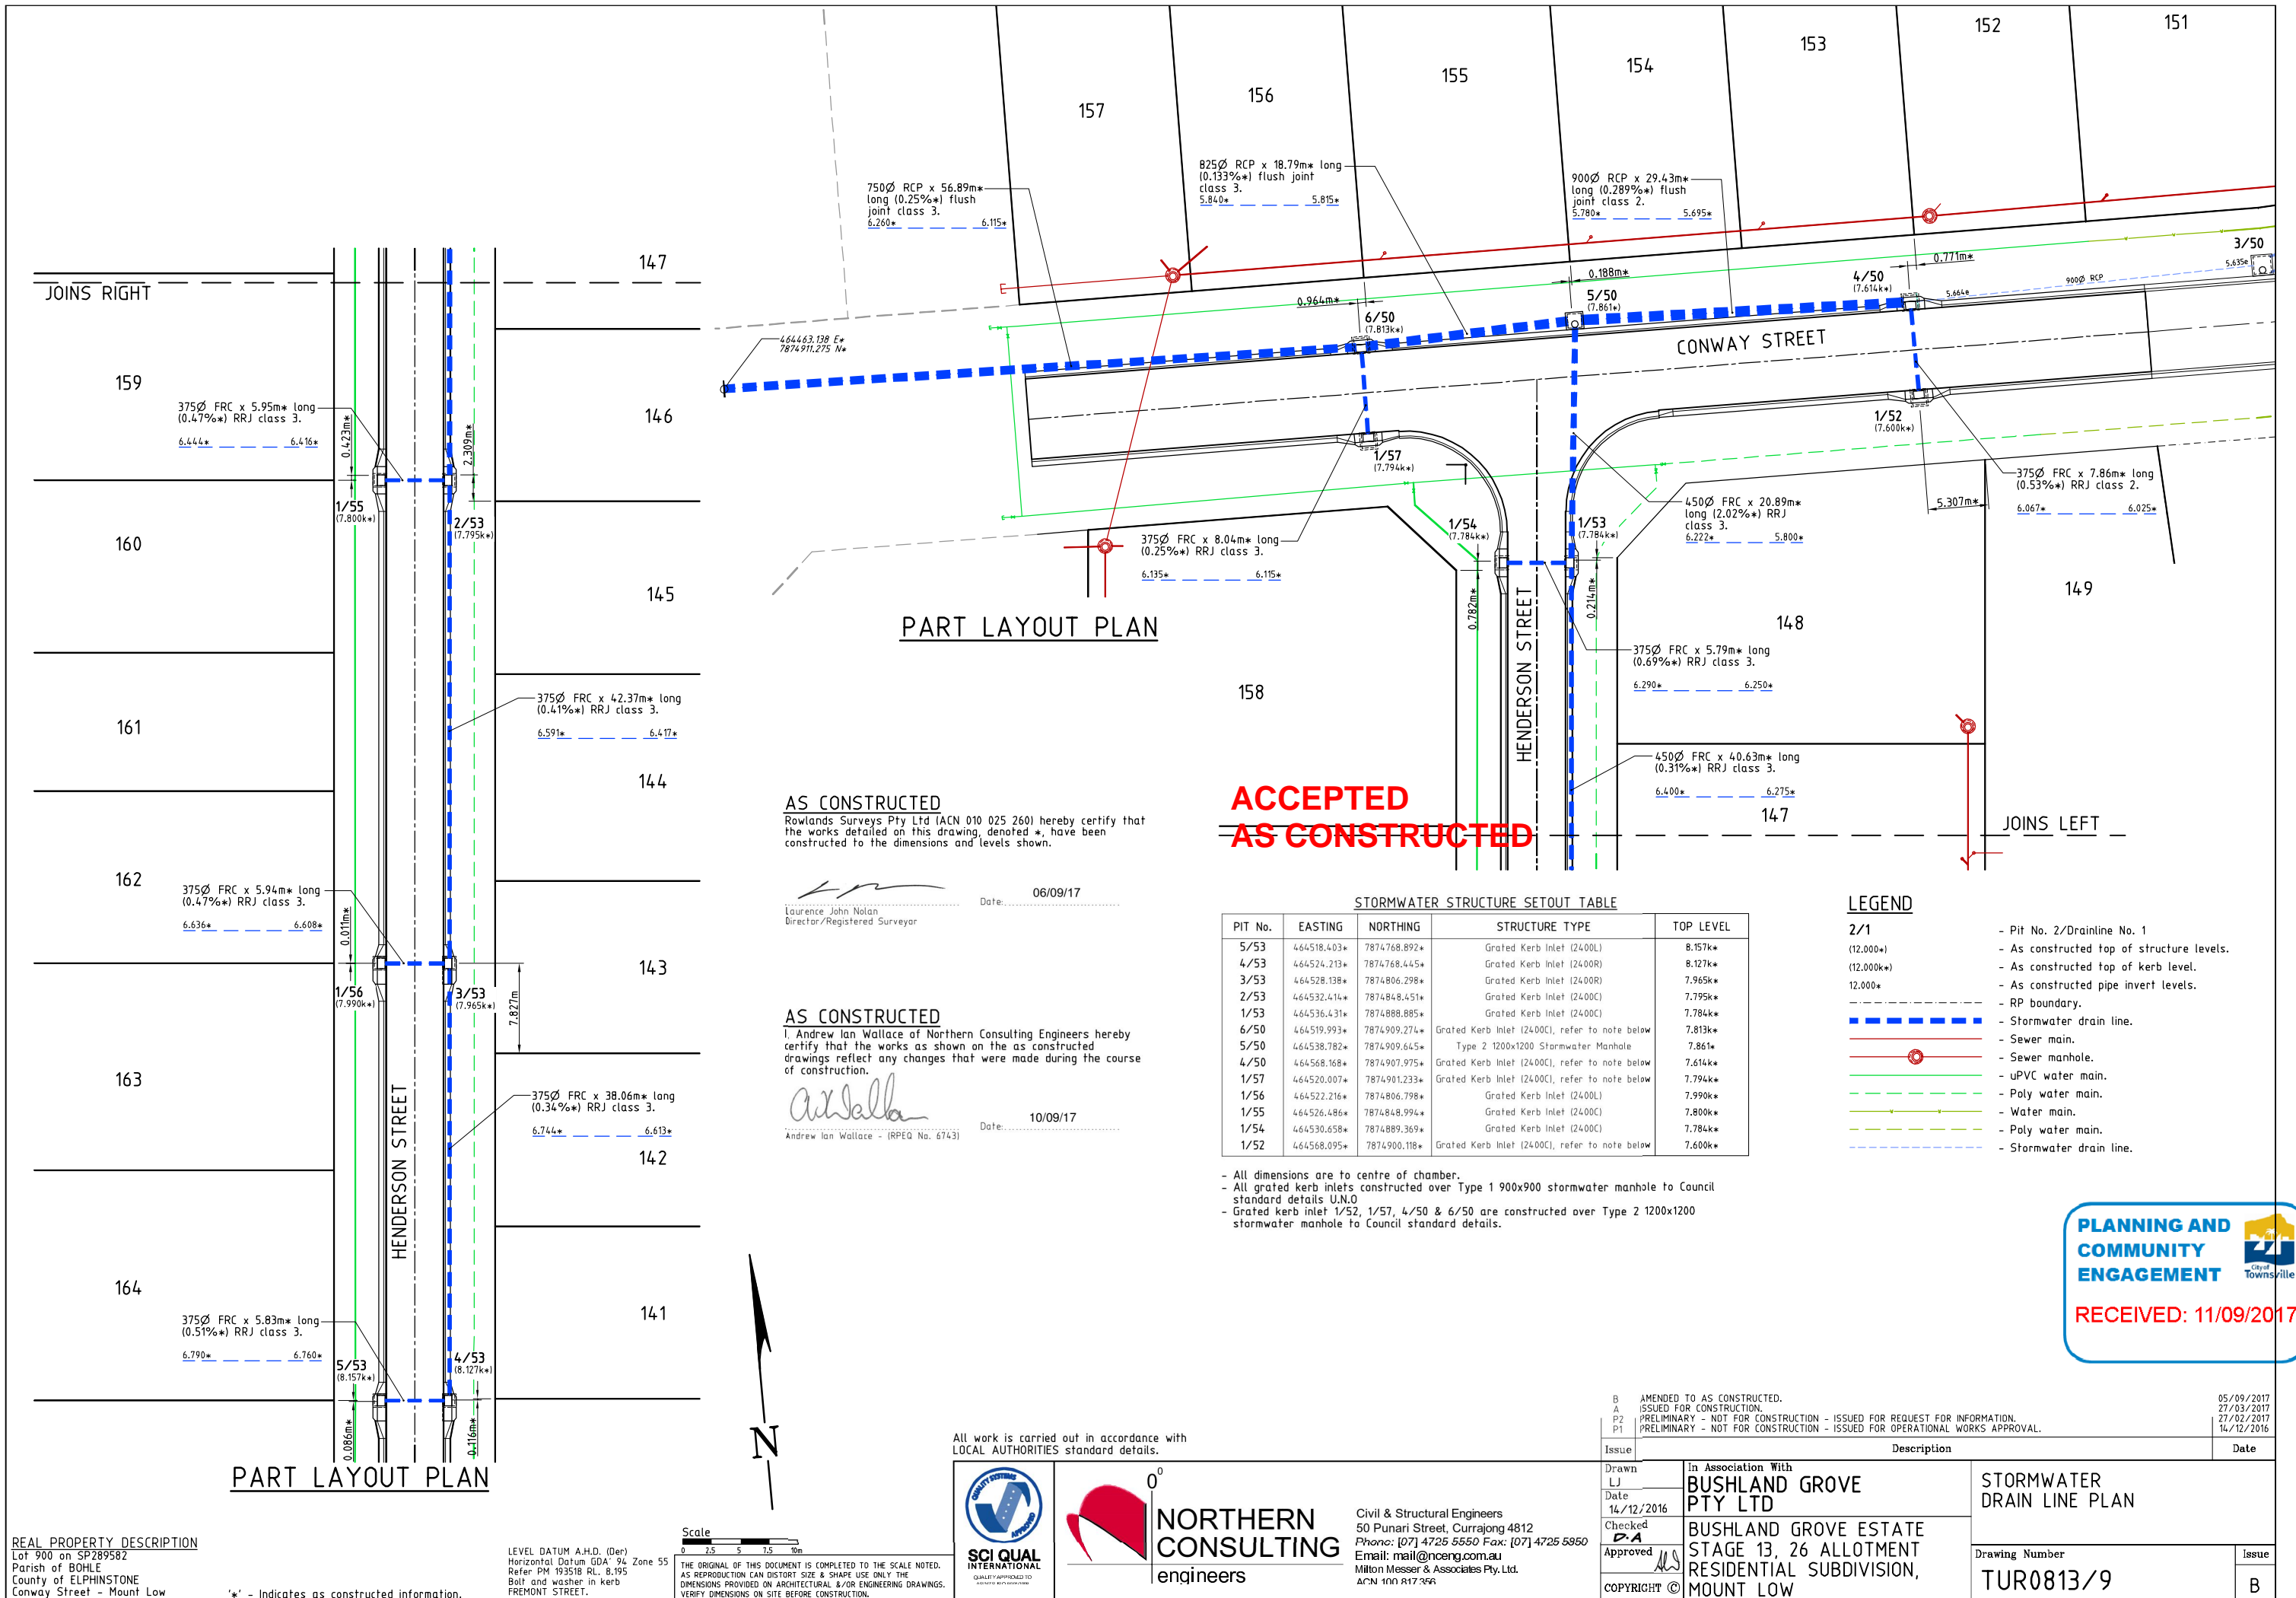 151
152
153
154
155
156
157
825Ø RCP x 18.79m* long
(0.133%*) flush joint
class 3.
5.840* 5.815*
750Ø RCP x 56.89m*
long (0.25%*) flush
joint class 3.
6.260* 6.115*
900Ø RCP x 29.43m*
long (0.289%*) flush
joint class 2.
5.780* 5.695*
3/50
5.635e
900Ø RCP
5.664e
0.771m*
4/50
(7.614k*)
0.188m*
5/50
(7.861*)
0.964m*
6/50
(7.813k*)
464463.138 E*
7874911.275 N*
CONWAY STREET
1/52
(7.600k*)
1/57
(7.794k*)
375Ø FRC x 7.86m* long
(0.53%*) RRJ class 2.
6.067* 6.025*
5.307m*
450Ø FRC x 20.89m*
long (2.02%*) RRJ
class 3.
6.222* 5.800*
1/54
(7.784k*)
1/53
(7.784k*)
375Ø FRC x 8.04m* long
(0.25%*) RRJ class 3.
6.135* 6.115*
0.782m*
0.214m*
HENDERSON STREET
148
149
158
375Ø FRC x 5.79m* long
(0.69%*) RRJ class 3.
6.290* 6.250*
450Ø FRC x 40.63m* long
(0.31%*) RRJ class 3.
6.400* 6.275*
147
JOINS LEFT
PART LAYOUT PLAN
ACCEPTED
AS CONSTRUCTED
JOINS RIGHT
147
159
146
375Ø FRC x 5.95m* long
(0.47%*) RRJ class 3.
6.444* 6.416*
0.423m*
2.309m*
1/55
(7.800k*)
2/53
(7.795k*)
160
145
161
375Ø FRC x 42.37m* long
(0.41%*) RRJ class 3.
6.591* 6.417*
144
162
375Ø FRC x 5.94m* long
(0.47%*) RRJ class 3.
6.636* 6.608*
0.011m*
1/56
(7.990k*)
3/53
(7.965k*)
7.827m
143
163
375Ø FRC x 38.06m* long
(0.34%*) RRJ class 3.
6.744* 6.613*
142
HENDERSON STREET
164
141
375Ø FRC x 5.83m* long
(0.51%*) RRJ class 3.
6.790* 6.760*
5/53
(8.157k*)
4/53
(8.127k*)
0.086m*
0.116m*
PART LAYOUT PLAN
AS CONSTRUCTED
Rowlands Surveys Pty Ltd (ACN 010 025 260) hereby certify that
the works detailed on this drawing, denoted *, have been
constructed to the dimensions and levels shown.
Date: 06/09/17
Laurence John Nolan
Director/Registered Surveyor
AS CONSTRUCTED
I, Andrew Ian Wallace of Northern Consulting Engineers hereby
certify that the works as shown on the as constructed
drawings reflect any changes that were made during the course
of construction.
Date: 10/09/17
Andrew Ian Wallace - (RPEQ No. 6743)
STORMWATER STRUCTURE SETOUT TABLE
PIT No. EASTING NORTHING STRUCTURE TYPE TOP LEVEL
5/53 464518.403* 7874768.892* Grated Kerb Inlet (2400L) 8.157k*
4/53 464524.213* 7874768.445* Grated Kerb Inlet (2400R) 8.127k*
3/53 464528.138* 7874806.298* Grated Kerb Inlet (2400R) 7.965k*
2/53 464532.414* 7874848.451* Grated Kerb Inlet (2400C) 7.795k*
1/53 464536.431* 7874888.885* Grated Kerb Inlet (2400C) 7.784k*
6/50 464519.993* 7874909.274* Grated Kerb Inlet (2400C), refer to note below 7.813k*
5/50 464538.782* 7874909.645* Type 2 1200x1200 Stormwater Manhole 7.861*
4/50 464568.168* 7874907.975* Grated Kerb Inlet (2400C), refer to note below 7.614k*
1/57 464520.007* 7874901.233* Grated Kerb Inlet (2400C), refer to note below 7.794k*
1/56 464522.216* 7874806.798* Grated Kerb Inlet (2400L) 7.990k*
1/55 464526.486* 7874848.994* Grated Kerb Inlet (2400C) 7.800k*
1/54 464530.658* 7874889.369* Grated Kerb Inlet (2400C) 7.784k*
1/52 464568.095* 7874900.118* Grated Kerb Inlet (2400C), refer to note below 7.600k*
- All dimensions are to centre of chamber.
- All grated kerb inlets constructed over Type 1 900x900 stormwater manhole to Council
standard details U.N.O
- Grated kerb inlet 1/52, 1/57, 4/50 & 6/50 are constructed over Type 2 1200x1200
stormwater manhole to Council standard details.
LEGEND
2/1 - Pit No. 2/Drainline No. 1
(12.000*) - As constructed top of structure levels.
(12.000k*) - As constructed top of kerb level.
12.000* - As constructed pipe invert levels.
- RP boundary.
- Stormwater drain line.
- Sewer main.
- Sewer manhole.
- uPVC water main.
- Poly water main.
- Water main.
- Poly water main.
- Stormwater drain line.
PLANNING AND
COMMUNITY
ENGAGEMENT
City of
Townsville
RECEIVED: 11/09/2017
N
B AMENDED TO AS CONSTRUCTED. 05/09/2017
A ISSUED FOR CONSTRUCTION. 27/03/2017
P2 PRELIMINARY - NOT FOR CONSTRUCTION - ISSUED FOR REQUEST FOR INFORMATION. 27/02/2017
P1 PRELIMINARY - NOT FOR CONSTRUCTION - ISSUED FOR OPERATIONAL WORKS APPROVAL. 14/12/2016
Issue Description Date
REAL PROPERTY DESCRIPTION
Lot 900 on SP289582
Parish of BOHLE
County of ELPHINSTONE
Conway Street - Mount Low
'*' - Indicates as constructed information.
LEVEL DATUM A.H.D. (Der)
Horizontal Datum GDA' 94 Zone 55
Refer PM 193518 RL. 8.195
Bolt and washer in kerb
FREMONT STREET.
Scale
0 2.5 5 7.5 10m
THE ORIGINAL OF THIS DOCUMENT IS COMPLETED TO THE SCALE NOTED.
AS REPRODUCTION CAN DISTORT SIZE & SHAPE USE ONLY THE
DIMENSIONS PROVIDED ON ARCHITECTURAL &/OR ENGINEERING DRAWINGS.
VERIFY DIMENSIONS ON SITE BEFORE CONSTRUCTION.
All work is carried out in accordance with
LOCAL AUTHORITIES standard details.
QUALITY SYSTEMS
APPROVED
SCI QUAL
INTERNATIONAL
QUALITY APPROVED TO
0°
NORTHERN
CONSULTING
engineers
Civil & Structural Engineers
50 Punari Street, Currajong 4812
Phone: [07] 4725 5550 Fax: [07] 4725 5850
Email: mail@nceng.com.au
Milton Messer & Associates Pty. Ltd.
ACN 100 817 356
Drawn
LJ
Date
14/12/2016
Checked
D.A
Approved
COPYRIGHT ©
In Association With
BUSHLAND GROVE
PTY LTD
BUSHLAND GROVE ESTATE
STAGE 13, 26 ALLOTMENT
RESIDENTIAL SUBDIVISION,
MOUNT LOW
STORMWATER
DRAIN LINE PLAN
Drawing Number
TUR0813/9
Issue
B